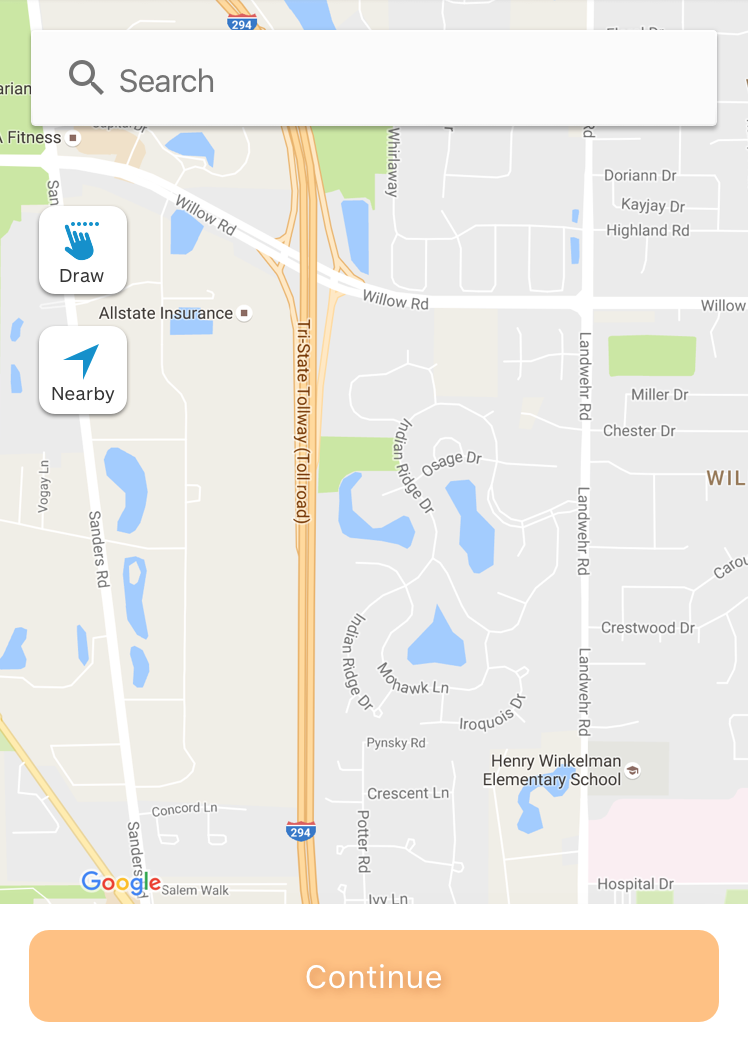 294
Search
A Fitness
Whirlaway
Rd
Doriann Dr
Kayjay Dr
Highland Rd
Willow Rd
Draw
Willow Rd
Willow
Allstate Insurance
Nearby
Tri-State Tollway (Toll road)
Landwehr Rd
Miller Dr
Chester Dr
Indian Ridge Dr
Osage Dr
WIL
Vogay Ln
Sanders Rd
Landwehr Rd
Crestwood Dr
Indian Ridge Dr
Mohawk Ln
Iroquois Dr
Landwehr Rd
Pynsky Rd
Henry Winkelman
Elementary School
Crescent Ln
Concord Ln
Potter Rd
294
Sanders Rd
Google
Salem Walk
Hospital Dr
Ivy Ln
Continue